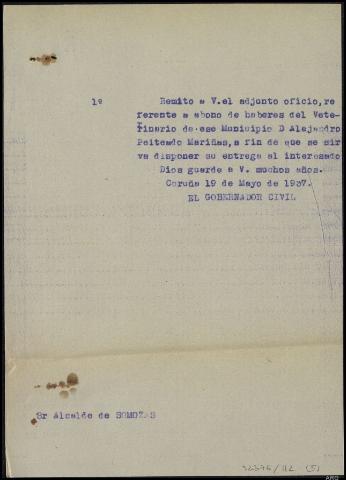 1º Remito a V.el adjunto oficio,re
ferente a abono de haberes del Vete-
rinario de ese Municipio D Alejandro
Peiteado Mariñas, a fin de que se sir
va disponer su entrega al interesado
Dios guarde a V. muchos años.
Coruña 19 de Mayo de 1937.
EL GOBERNADOR CIVIL
Sr Alcalde de SOMOZAS
ARG